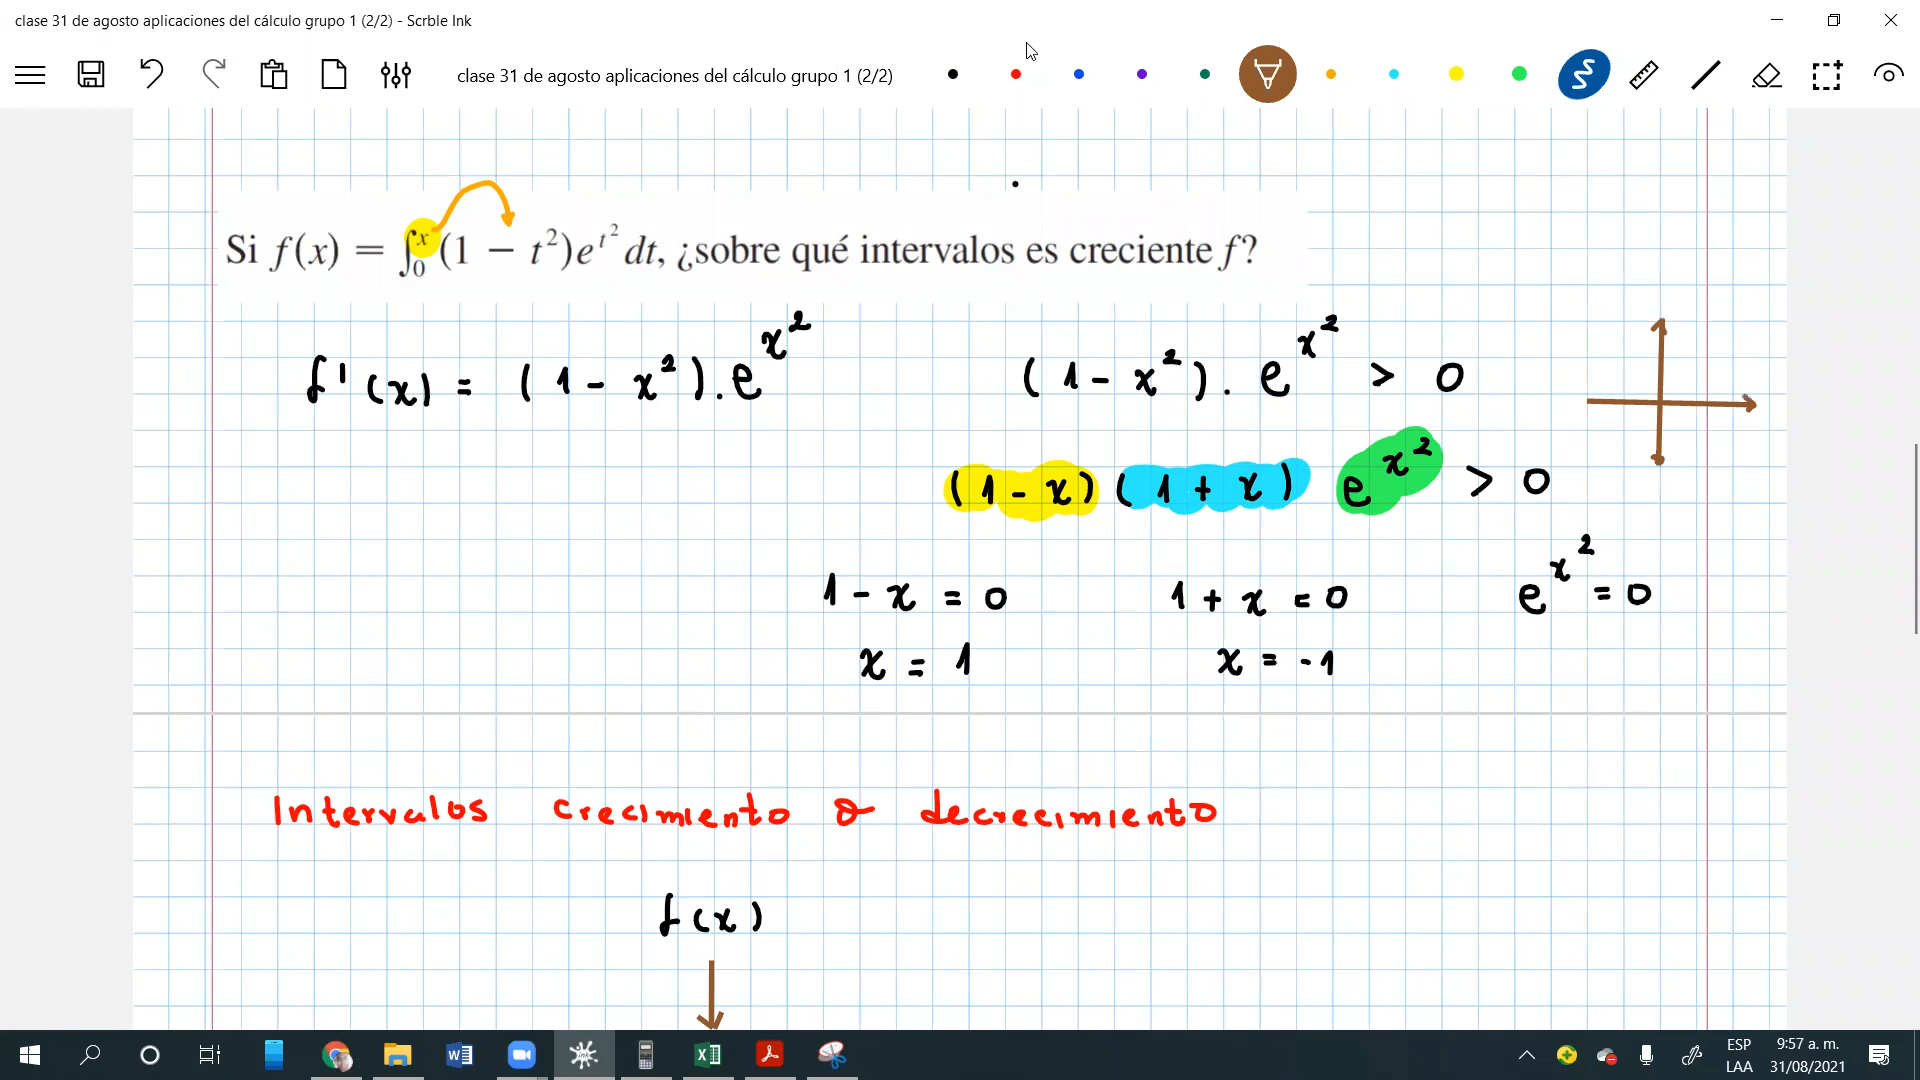 clase 31 de agosto aplicaciones del cálculo grupo 1 (2/2) - Scrble Ink
clase 31 de agosto aplicaciones del cálculo grupo 1 (2/2)
Si f(x) = ∫₀ˣ (1 − t²)e^{t²} dt, ¿sobre qué intervalos es creciente f?
f'(x) = (1 - x²) . e^{x²}
(1 - x²) . e^{x²} > 0
(1 - x) (1 + x) e^{x²} > 0
1 - x = 0
1 + x = 0
e^{x²} = 0
x = 1
x = -1
Intervalos crecimiento o decrecimiento
f(x)
ESP
LAA
9:57 a. m.
31/08/2021